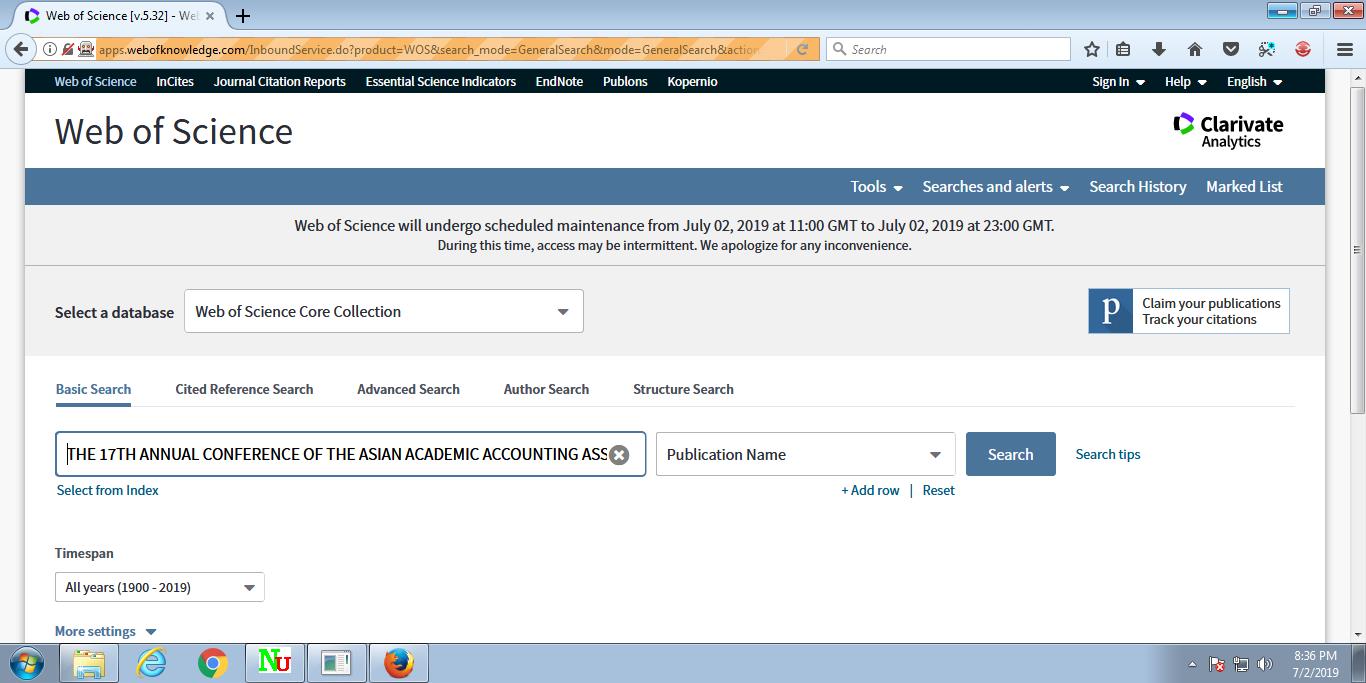 Web of Science [v.5.32] - We
apps.webofknowledge.com/InboundService.do?product=WOS&search_mode=GeneralSearch&mode=GeneralSearch&action
Search
Web of Science InCites Journal Citation Reports Essential Science Indicators EndNote Publons Kopernio Sign In Help English
Web of Science
Clarivate
Analytics
Tools Searches and alerts Search History Marked List
Web of Science will undergo scheduled maintenance from July 02, 2019 at 11:00 GMT to July 02, 2019 at 23:00 GMT.
During this time, access may be intermittent. We apologize for any inconvenience.
Select a database Web of Science Core Collection
p Claim your publications
Track your citations
Basic Search Cited Reference Search Advanced Search Author Search Structure Search
THE 17TH ANNUAL CONFERENCE OF THE ASIAN ACADEMIC ACCOUNTING ASS Publication Name Search Search tips
Select from Index + Add row | Reset
Timespan
All years (1900 - 2019)
More settings
NU
8:36 PM
7/2/2019